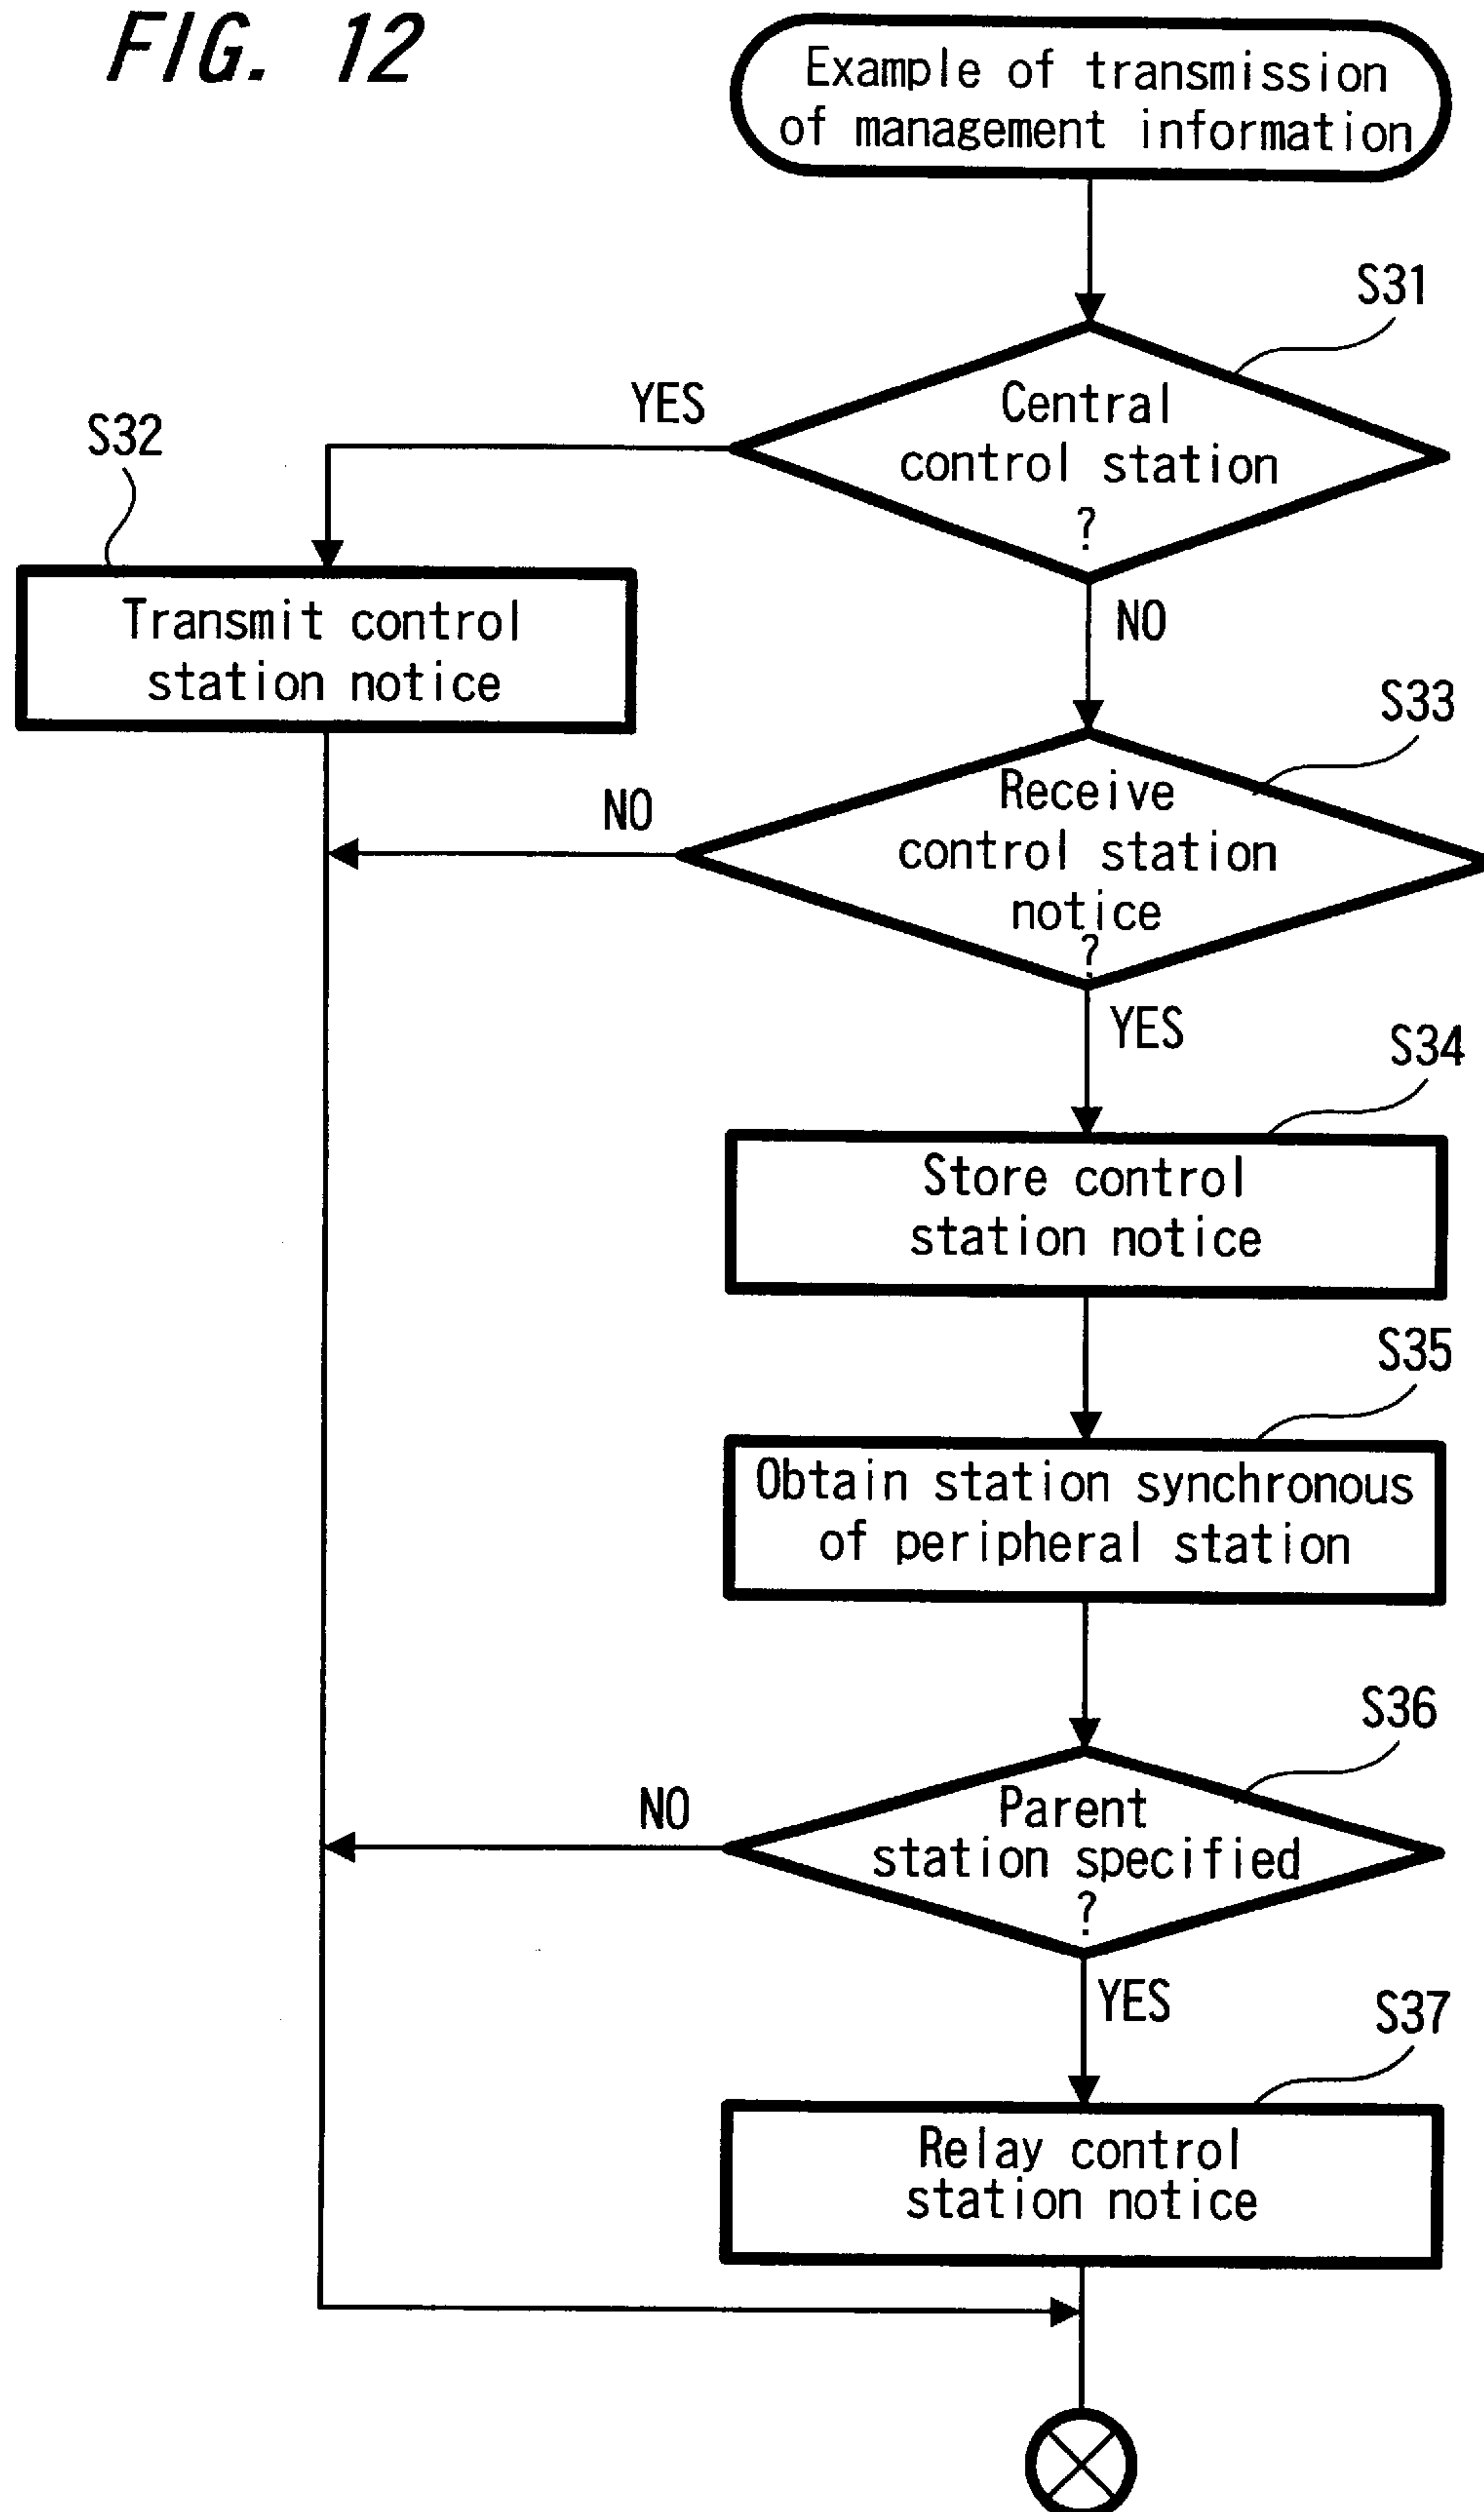 FIG. 12
Example of transmission
of management information
S31
Central
control station
?
YES
NO
S32
Transmit control
station notice
S33
Receive
control station
notice
?
NO
YES
S34
Store control
station notice
S35
Obtain station synchronous
of peripheral station
S36
Parent
station specified
?
NO
YES
S37
Relay control
station notice